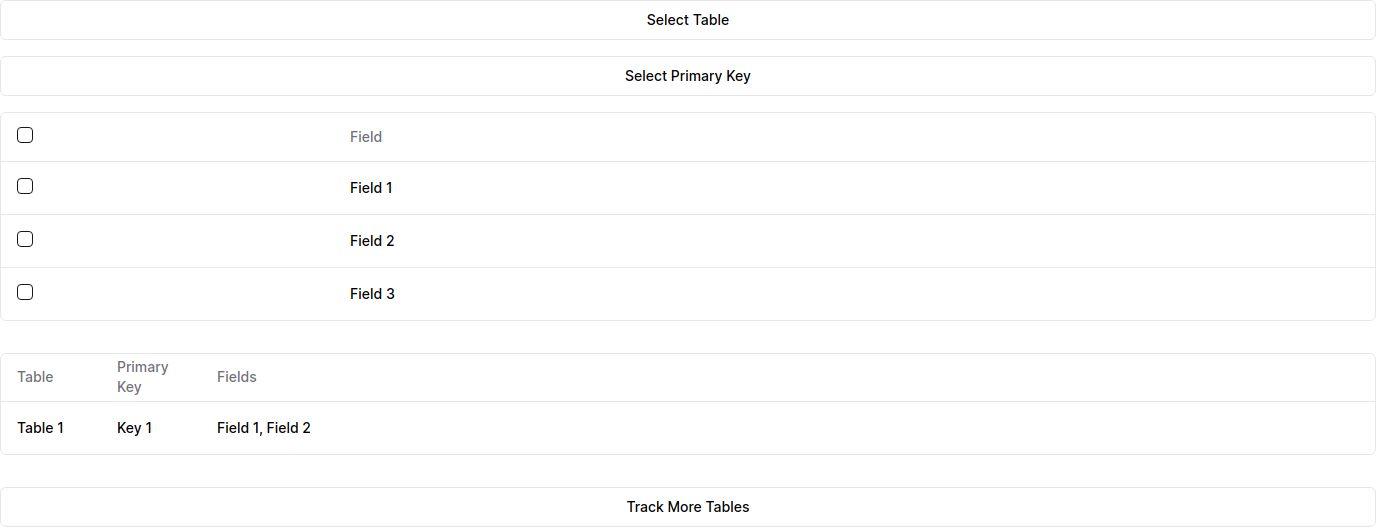 Select Table
Select Primary Key
Field
Field 1
Field 2
Field 3
Table Primary Key Fields
Table 1 Key 1 Field 1, Field 2
Track More Tables